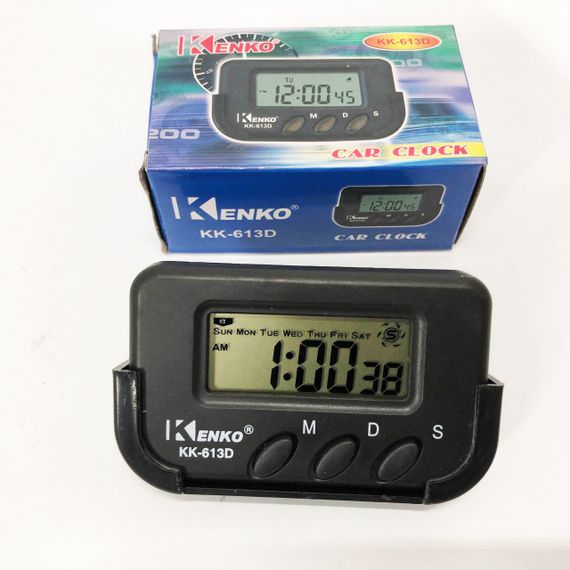 KENKO®
KK-613D
TU
12:00 45
KENKO®
KK-613D
M D S
200
CAR CLOCK
KENKO®
KK-613D
12:00 45
CAR CLOCK
SUN MON TUE WED THU FRI SAT S
AM
1:00 38
KENKO®
KK-613D
M D S